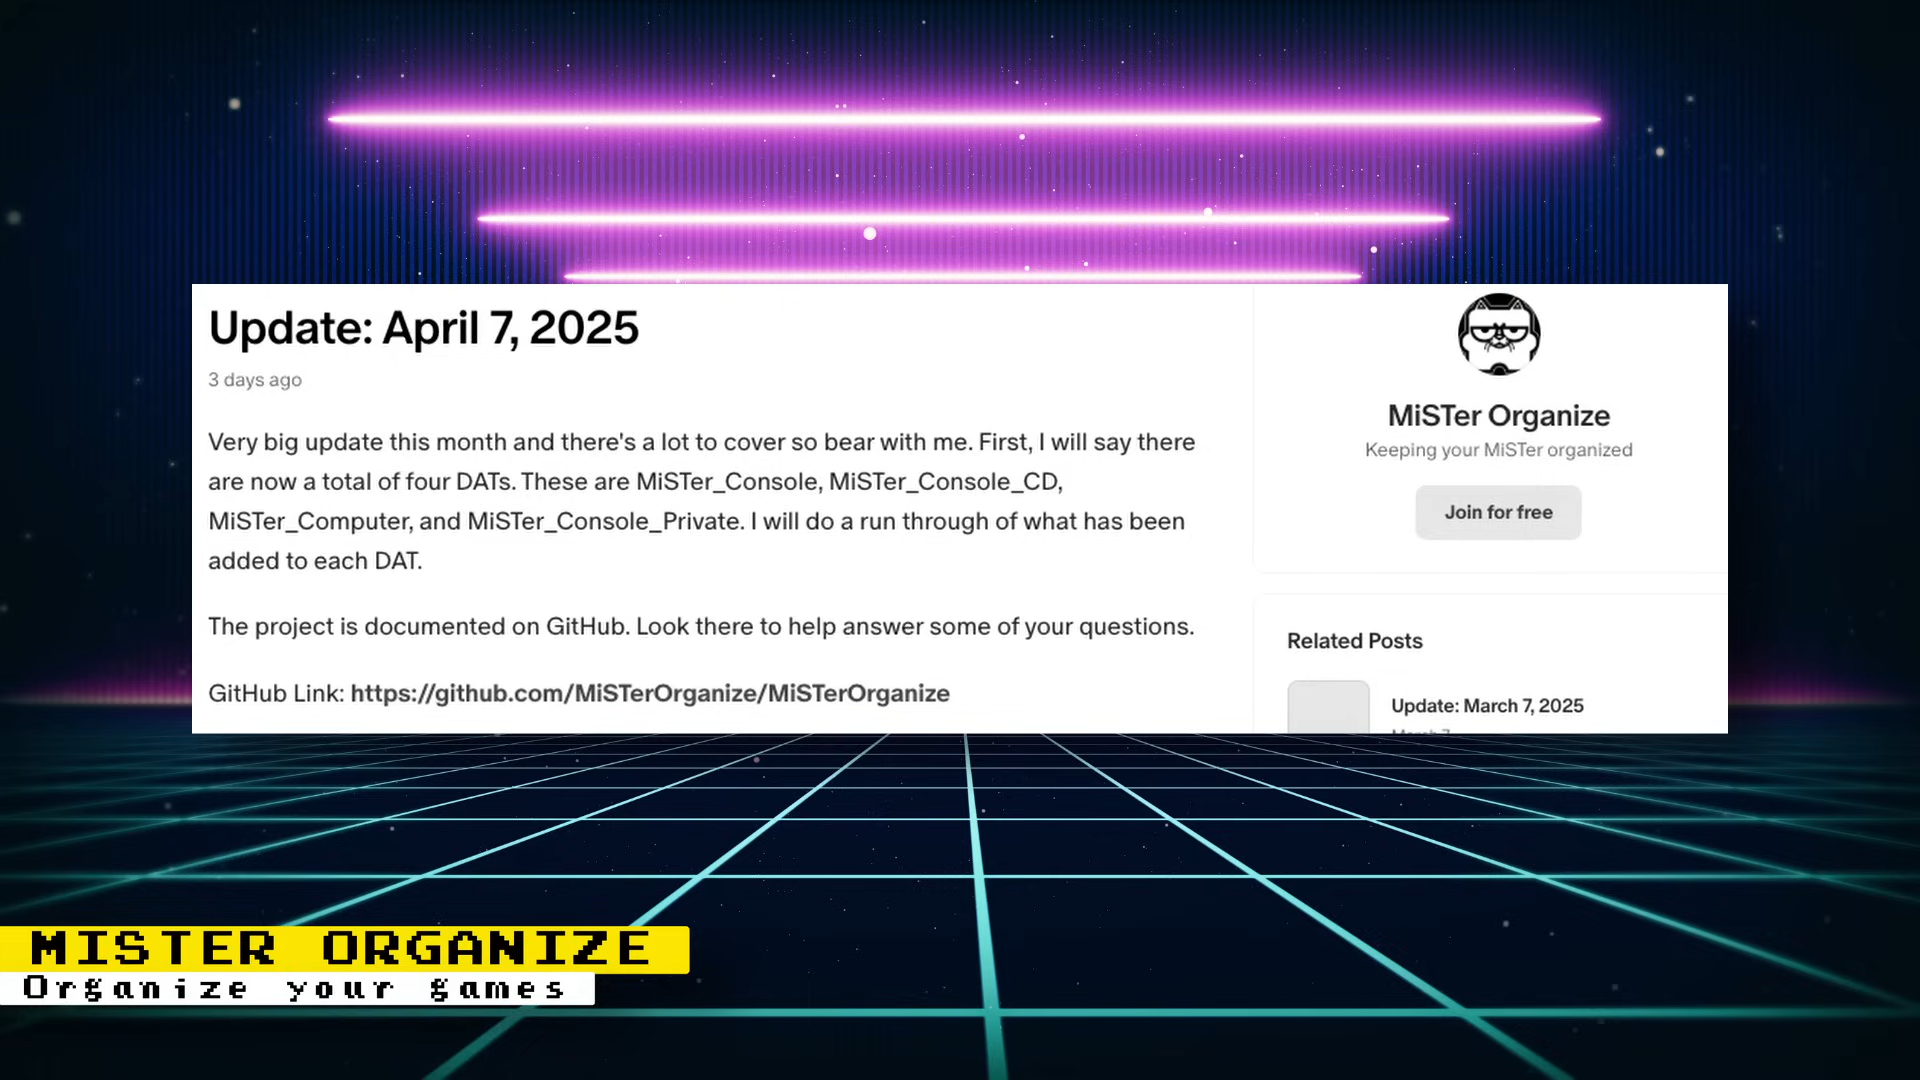 Update: April 7, 2025
3 days ago
Very big update this month and there's a lot to cover so bear with me. First, I will say there
are now a total of four DATs. These are MiSTer_Console, MiSTer_Console_CD,
MiSTer_Computer, and MiSTer_Console_Private. I will do a run through of what has been
added to each DAT.
The project is documented on GitHub. Look there to help answer some of your questions.
GitHub Link: https://github.com/MiSTerOrganize/MiSTerOrganize
MiSTer Organize
Keeping your MiSTer organized
Join for free
Related Posts
Update: March 7, 2025
MISTER ORGANIZE
Organize your games